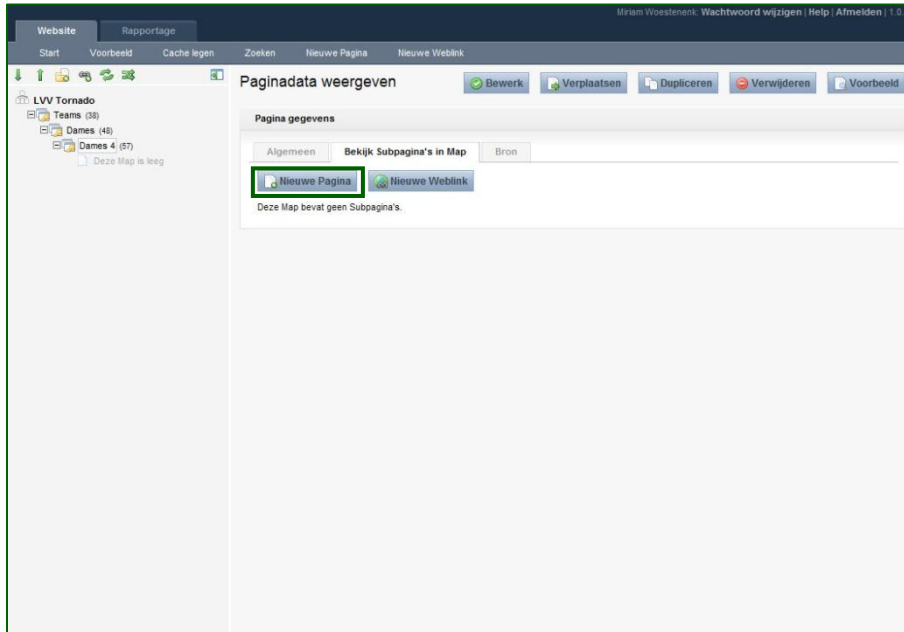 Miriam Woestenenk: Wachtwoord wijzigen | Help | Afmelden | 1.0.
Website Rapportage
Start Voorbeeld Cache legen Zoeken Nieuwe Pagina Nieuwe Weblink
LVV Tornado
Teams (38)
Dames (48)
Dames 4 (57)
Deze Map is leeg
Paginadata weergeven Bewerk Verplaatsen Dupliceren Verwijderen Voorbeeld
Pagina gegevens
Algemeen Bekijk Subpagina's in Map Bron
Nieuwe Pagina Nieuwe Weblink
Deze Map bevat geen Subpagina's.